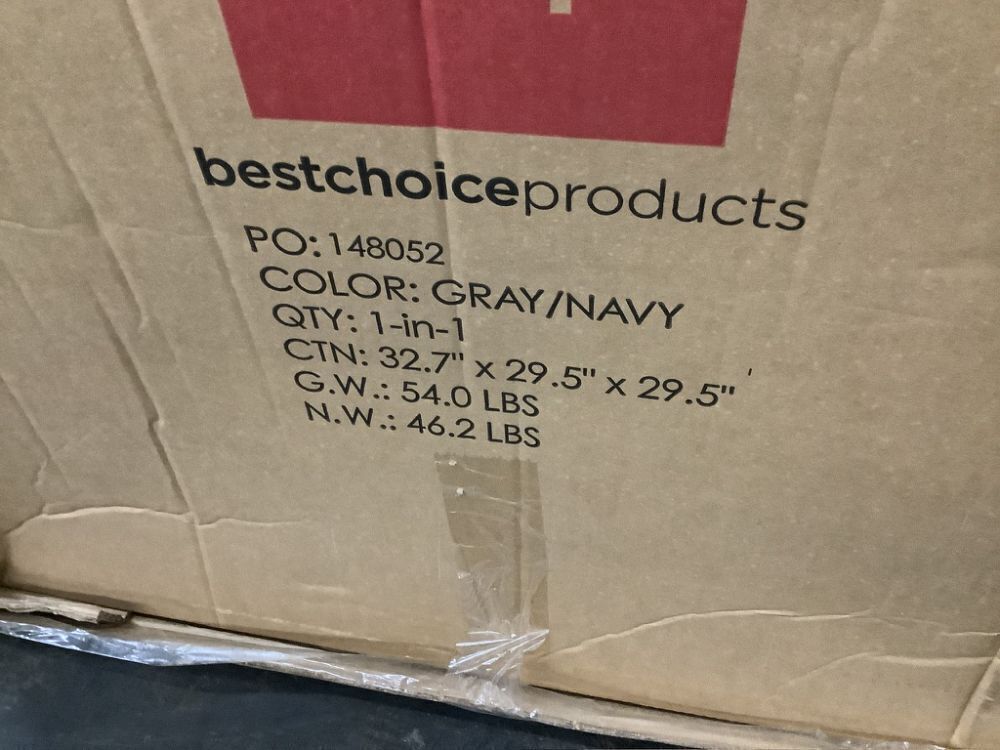 bestchoiceproducts
PO: 148052
COLOR: GRAY/NAVY
QTY: 1-in-1
CTN: 32.7" x 29.5" x 29.5"
G.W.: 54.0 LBS
N.W.: 46.2 LBS